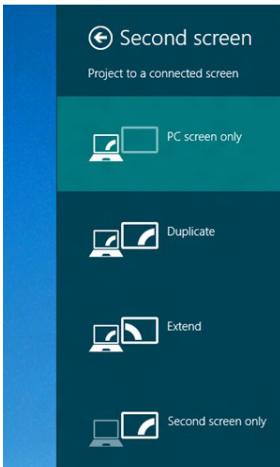 Second screen
Project to a connected screen
PC screen only
Duplicate
Extend
Second screen only